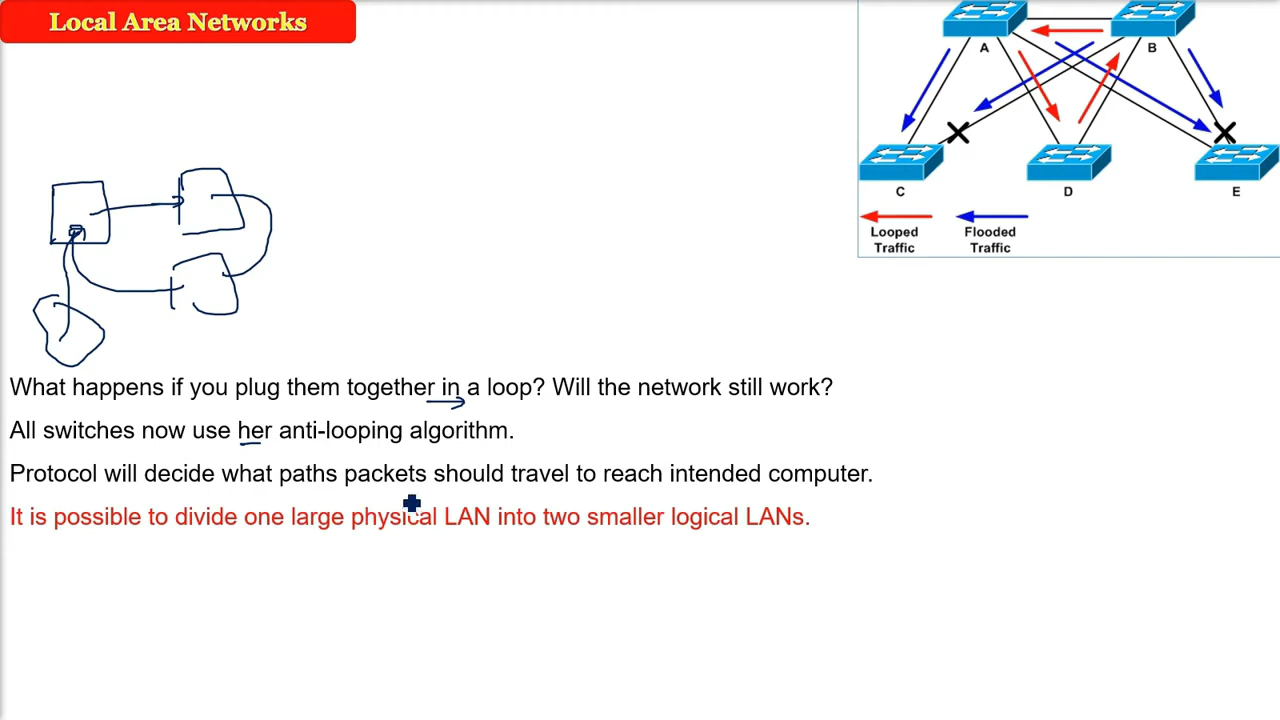 Local Area Networks
A
B
C
D
E
Looped
Traffic
Flooded
Traffic
What happens if you plug them together in a loop? Will the network still work?
All switches now use her anti-looping algorithm.
Protocol will decide what paths packets should travel to reach intended computer.
It is possible to divide one large physical LAN into two smaller logical LANs.